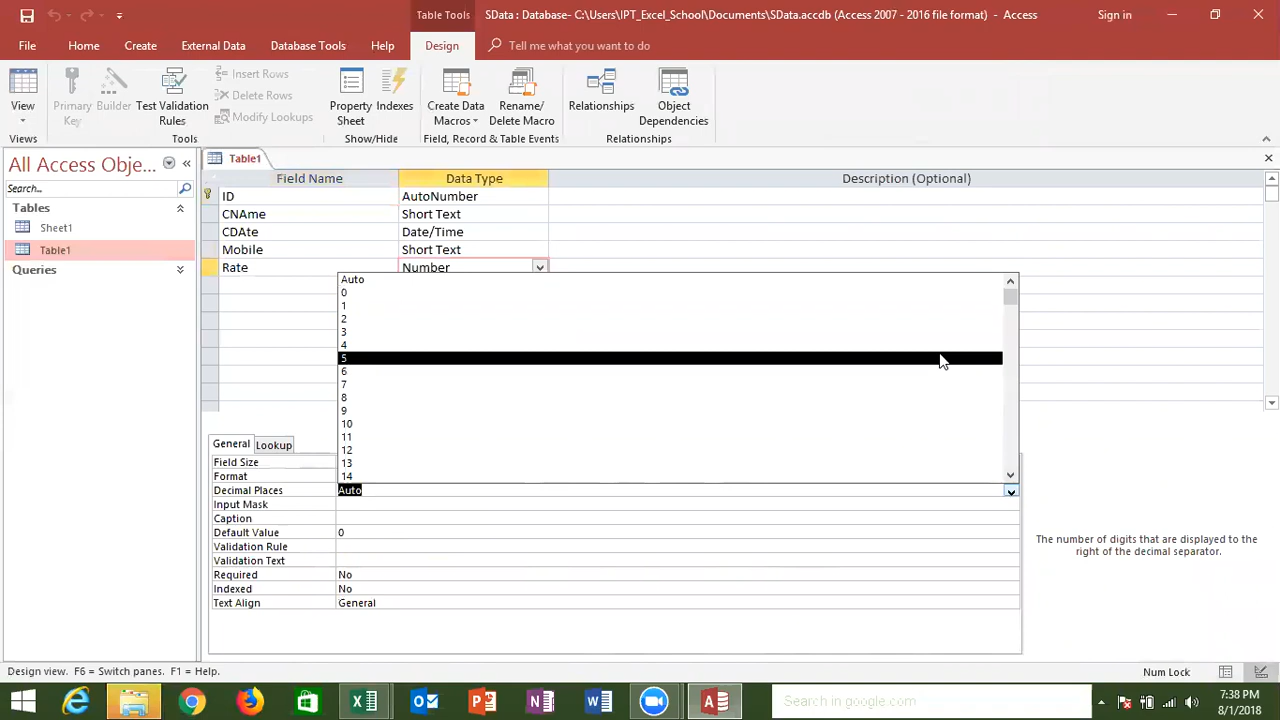 Table Tools
SData : Database- C:\Users\IPT_Excel_School\Documents\SData.accdb (Access 2007 - 2016 file format) - Access
Sign in
File
Home
Create
External Data
Database Tools
Help
Design
Tell me what you want to do
View
Primary Key
Builder
Test Validation Rules
Insert Rows
Delete Rows
Modify Lookups
Property Sheet
Indexes
Create Data Macros
Rename/ Delete Macro
Relationships
Object Dependencies
Views
Tools
Show/Hide
Field, Record & Table Events
Relationships
All Access Obje...
Search...
Tables
Sheet1
Table1
Queries
Table1
Field Name Data Type Description (Optional)
ID AutoNumber
CNAme Short Text
CDAte Date/Time
Mobile Short Text
Rate Number
Auto
0
1
2
3
4
5
6
7
8
9
10
11
12
13
14
General Lookup
Field Size
Format
Decimal Places Auto
Input Mask
Caption
Default Value 0
Validation Rule
Validation Text
Required No
Indexed No
Text Align General
The number of digits that are displayed to the right of the decimal separator.
Design view. F6 = Switch panes. F1 = Help.
Num Lock
Search in google.com
7:38 PM
8/1/2018